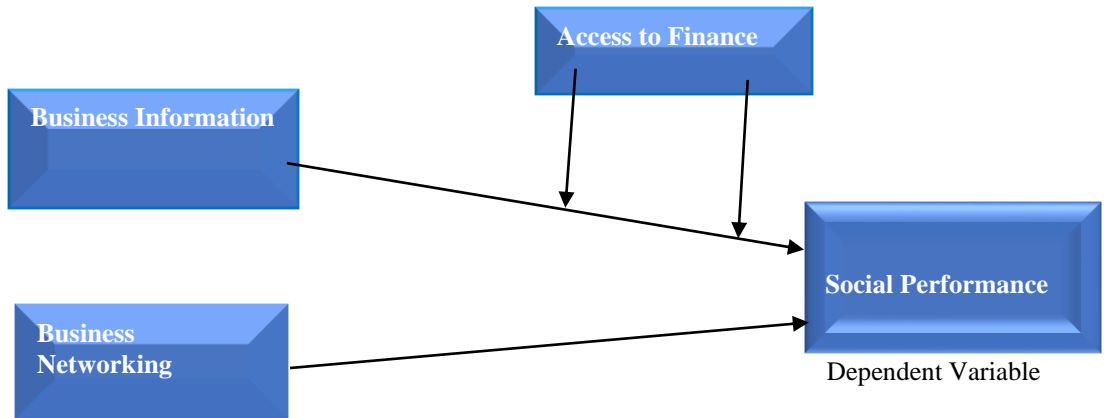 Access to Finance
Business Information
Social Performance
Business
Networking
Dependent Variable